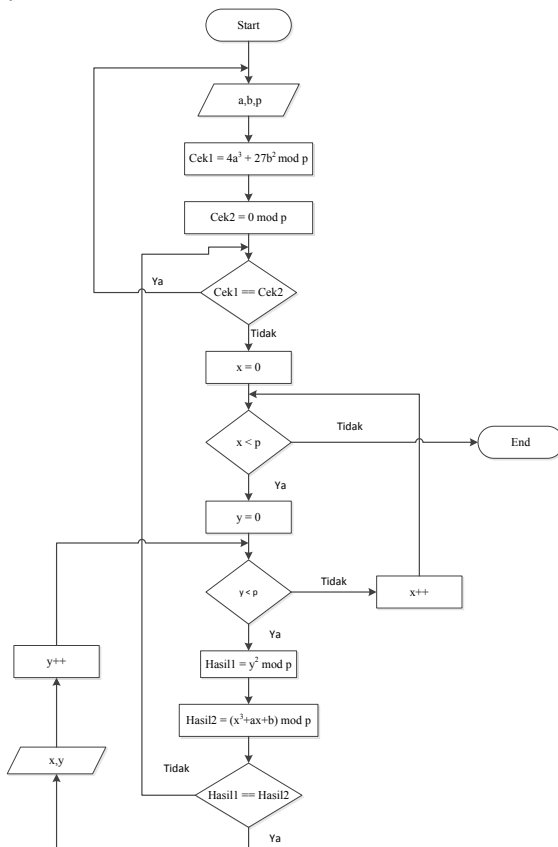 Start
a,b,p
Cek1 = 4a³ + 27b² mod p
Cek2 = 0 mod p
Ya
Cek1 == Cek2
Tidak
x = 0
Tidak
x < p
End
Ya
y = 0
Tidak
y < p
x++
Ya
y++
Hasil1 = y² mod p
Hasil2 = (x³+ax+b) mod p
x,y
Tidak
Hasil1 == Hasil2
Ya